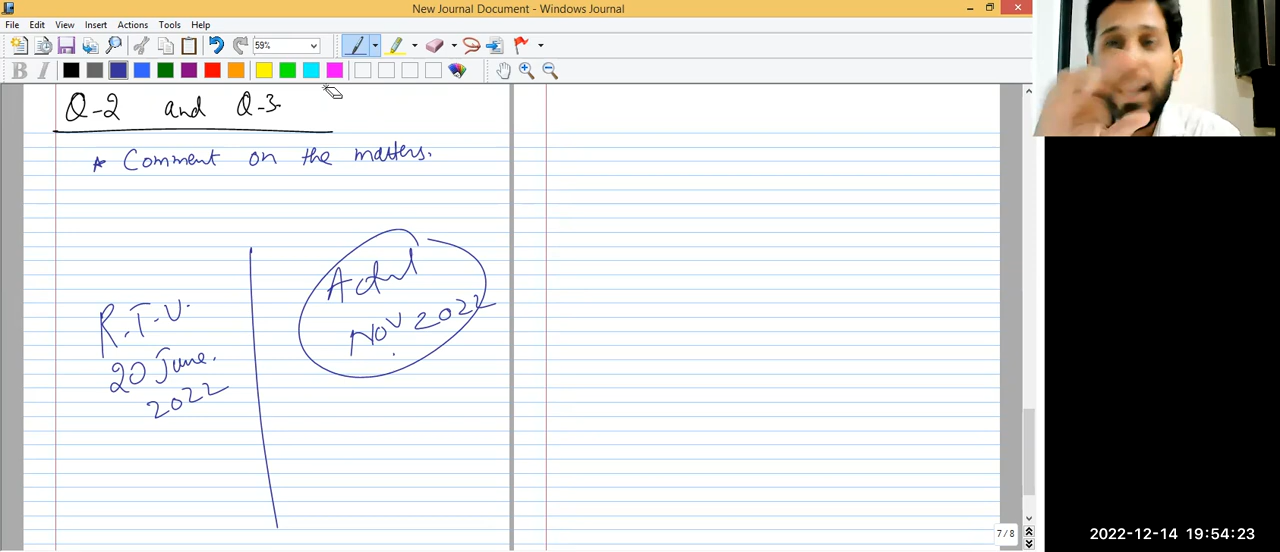 New Journal Document - Windows Journal
File Edit View Insert Actions Tools Help
59%
B I
Q-2 and Q-3
* Comment on the matters.
R.T.U.
20 June.
2022
Nov 2022
7 / 8
2022-12-14 19:54:23